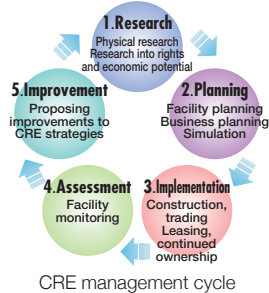 1.Research
Physical research
Research into rights
and economic potential
2.Planning
Facility planning
Business planning
Simulation
3.Implementation
Construction,
trading
Leasing,
continued
ownership
4.Assessment
Facility
monitoring
5.Improvement
Proposing
improvements to
CRE strategies
CRE management cycle